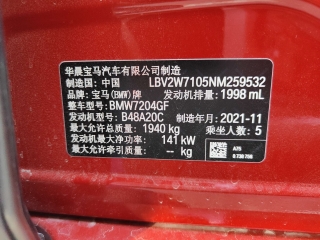 华晨宝马汽车有限公司制造
制造国: 中国 LBV2W7105NM259532
品牌: 宝马(BMW)牌 发动机排量: 1998 mL
整车型号: BMW7204GF
发动机型号: B48A20C 制造年月: 2021-11
最大允许总质量: 1940 kg 乘坐人数: 5
发动机最大净功率: 141 kW
最大允许牵引质量: -- kg
A75